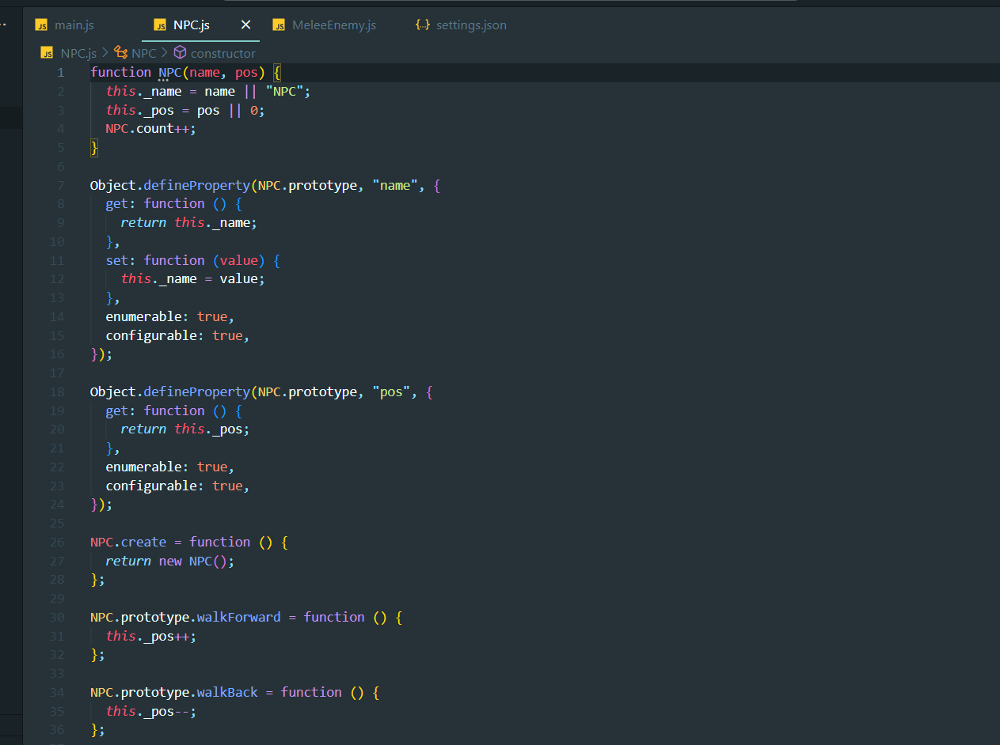 main.js NPC.js MeleeEnemy.js {..} settings.json
NPC.js > NPC > constructor
1 function NPC(name, pos) {
2   this._name = name || "NPC";
3   this._pos = pos || 0;
4   NPC.count++;
5 }
6
7 Object.defineProperty(NPC.prototype, "name", {
8   get: function () {
9     return this._name;
10   },
11   set: function (value) {
12     this._name = value;
13   },
14   enumerable: true,
15   configurable: true,
16 });
17
18 Object.defineProperty(NPC.prototype, "pos", {
19   get: function () {
20     return this._pos;
21   },
22   enumerable: true,
23   configurable: true,
24 });
25
26 NPC.create = function () {
27   return new NPC();
28 };
29
30 NPC.prototype.walkForward = function () {
31   this._pos++;
32 };
33
34 NPC.prototype.walkBack = function () {
35   this._pos--;
36 };